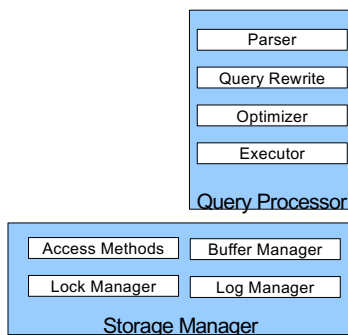 Parser
Query Rewrite
Optimizer
Executor
Query Processor
Access Methods Buffer Manager
Lock Manager Log Manager
Storage Manager